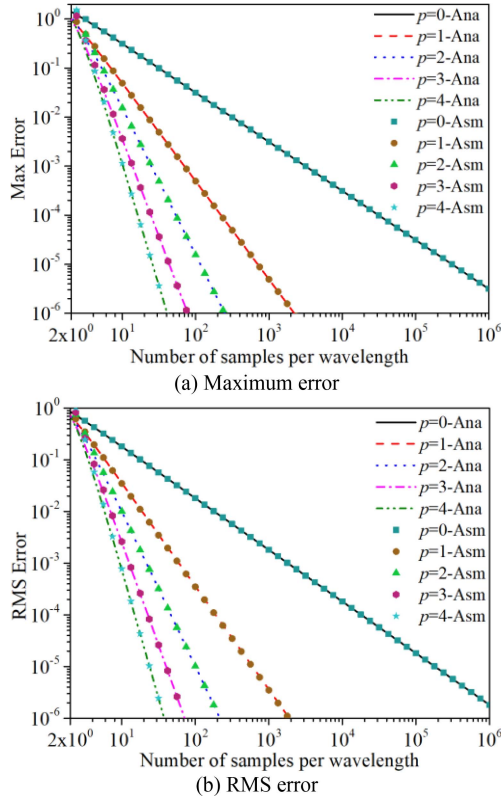 10^1
10^0
10^-1
10^-2
10^-3
10^-4
10^-5
10^-6
Max Error
p=0-Ana
p=1-Ana
p=2-Ana
p=3-Ana
p=4-Ana
p=0-Asm
p=1-Asm
p=2-Asm
p=3-Asm
p=4-Asm
2x10^0 10^1 10^2 10^3 10^4 10^5 10^6
Number of samples per wavelength
(a) Maximum error
10^0
10^-1
10^-2
10^-3
10^-4
10^-5
10^-6
RMS Error
p=0-Ana
p=1-Ana
p=2-Ana
p=3-Ana
p=4-Ana
p=0-Asm
p=1-Asm
p=2-Asm
p=3-Asm
p=4-Asm
2x10^0 10^1 10^2 10^3 10^4 10^5 10^6
Number of samples per wavelength
(b) RMS error